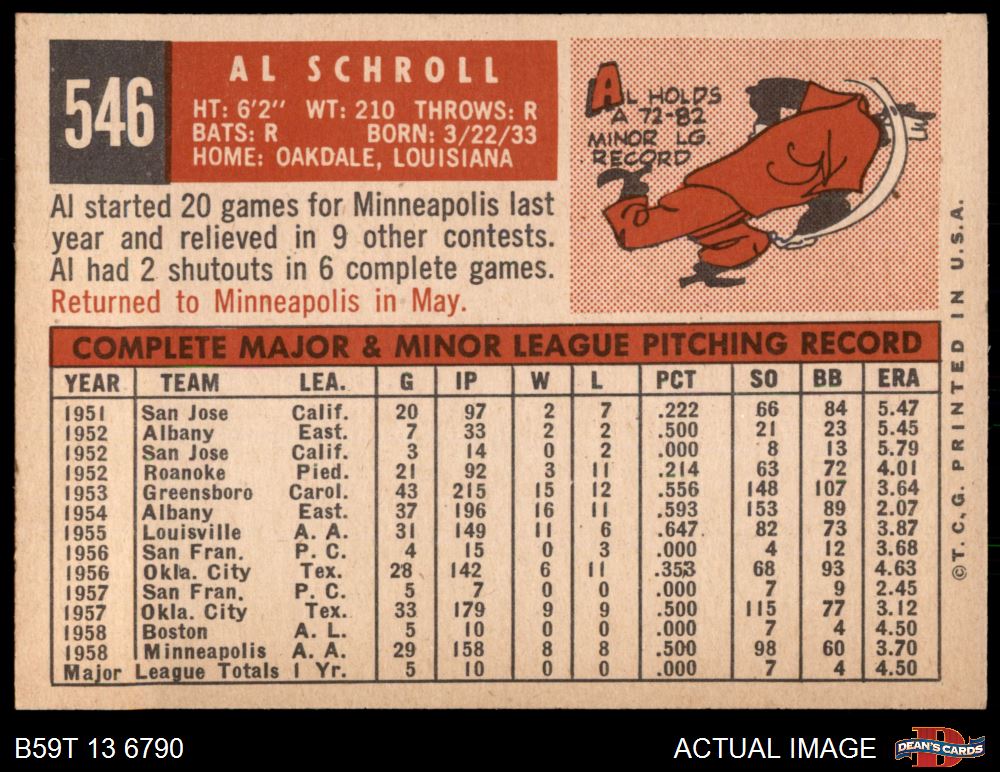 546
AL SCHROLL
HT: 6'2" WT: 210 THROWS: R
BATS: R BORN: 3/22/33
HOME: OAKDALE, LOUISIANA
Al started 20 games for Minneapolis last
year and relieved in 9 other contests.
Al had 2 shutouts in 6 complete games.
Returned to Minneapolis in May.
AL HOLDS
A 72-82
MINOR LG
RECORD
COMPLETE MAJOR & MINOR LEAGUE PITCHING RECORD
YEAR TEAM LEA. G IP W L PCT SO BB ERA
1951 San Jose Calif. 20 97 2 7 .222 66 84 5.47
1952 Albany East. 7 33 2 2 .500 21 23 5.45
1952 San Jose Calif. 3 14 0 2 .000 8 13 5.79
1952 Roanoke Pied. 21 92 3 11 .214 63 72 4.01
1953 Greensboro Carol. 43 215 15 12 .556 148 107 3.64
1954 Albany East. 37 196 16 11 .593 153 89 2.07
1955 Louisville A. A. 31 149 11 6 .647 82 73 3.87
1956 San Fran. P. C. 4 15 0 3 .000 4 12 3.68
1956 Okla. City Tex. 28 142 6 11 .353 68 93 4.63
1957 San Fran. P. C. 5 7 0 0 .000 7 9 2.45
1957 Okla. City Tex. 33 179 9 9 .500 115 77 3.12
1958 Boston A. L. 5 10 0 0 .000 7 4 4.50
1958 Minneapolis A. A. 29 158 8 8 .500 98 60 3.70
Major League Totals 1 Yr. 5 10 0 0 .000 7 4 4.50
©T. C. G. PRINTED IN U.S.A.
B59T 13 6790
ACTUAL IMAGE
DEAN'S CARDS